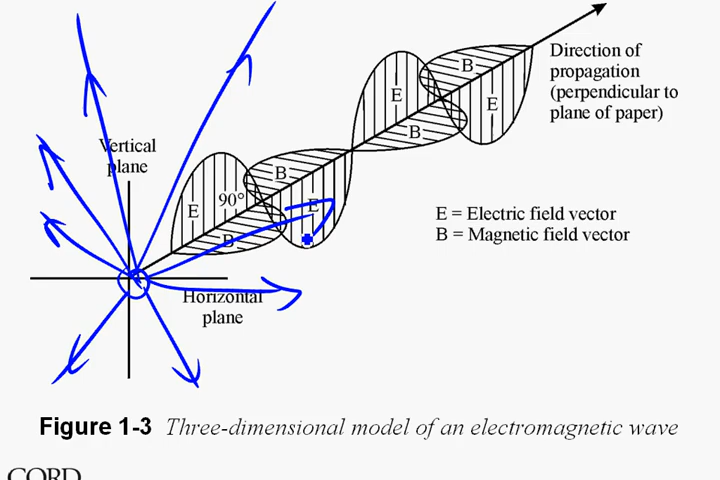 Direction of
propagation
(perpendicular to
plane of paper)
B
E
E
B
Vertical
plane
B
90°
E
E
B
E = Electric field vector
B = Magnetic field vector
Horizontal
plane
Figure 1-3 Three-dimensional model of an electromagnetic wave
CORD